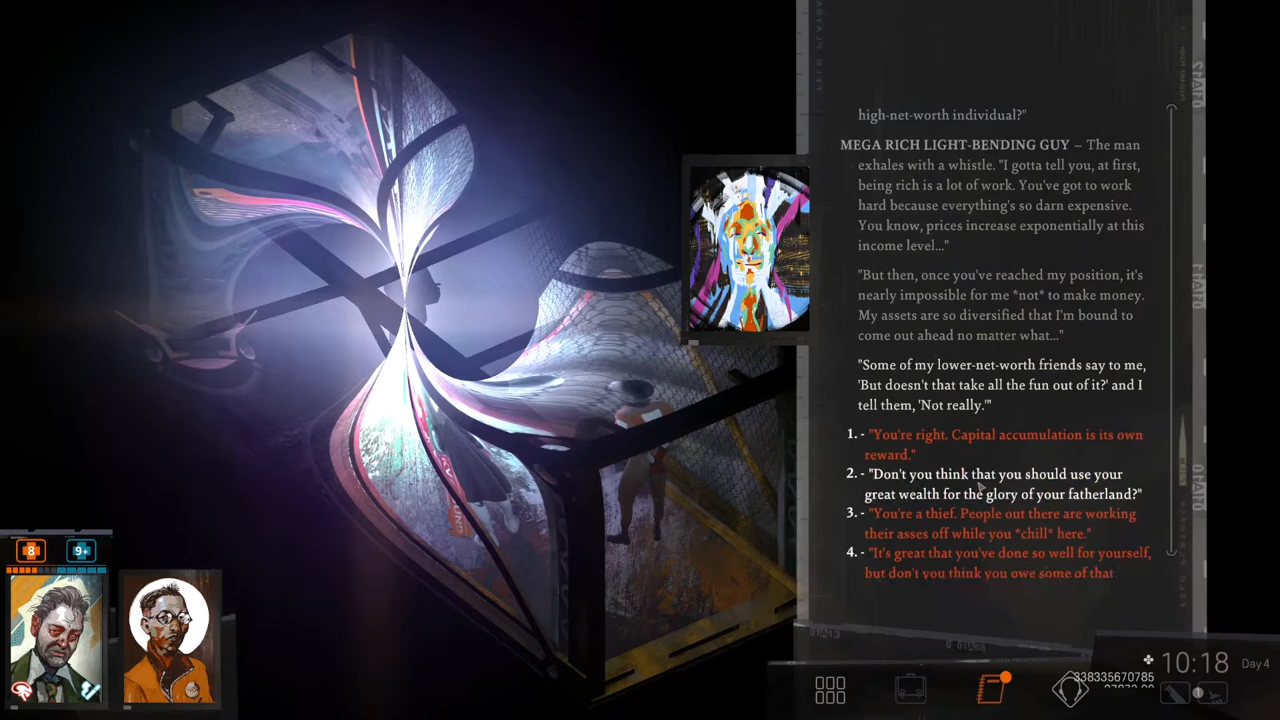 high-net-worth individual?"
MEGA RICH LIGHT-BENDING GUY – The man
exhales with a whistle. "I gotta tell you, at first,
being rich is a lot of work. You've got to work
hard because everything's so darn expensive.
You know, prices increase exponentially at this
income level..."
"But then, once you've reached my position, it's
nearly impossible for me *not* to make money.
My assets are so diversified that I'm bound to
come out ahead no matter what..."
"Some of my lower-net-worth friends say to me,
'But doesn't that take all the fun out of it?' and I
tell them, 'Not really.'"
1. - "You're right. Capital accumulation is its own
reward."
2. - "Don't you think that you should use your
great wealth for the glory of your fatherland?"
3. - "You're a thief. People out there are working
their asses off while you *chill* here."
4. - "It's great that you've done so well for yourself,
but don't you think you owe some of that
8
9+
338335670785
10:18
Day 4